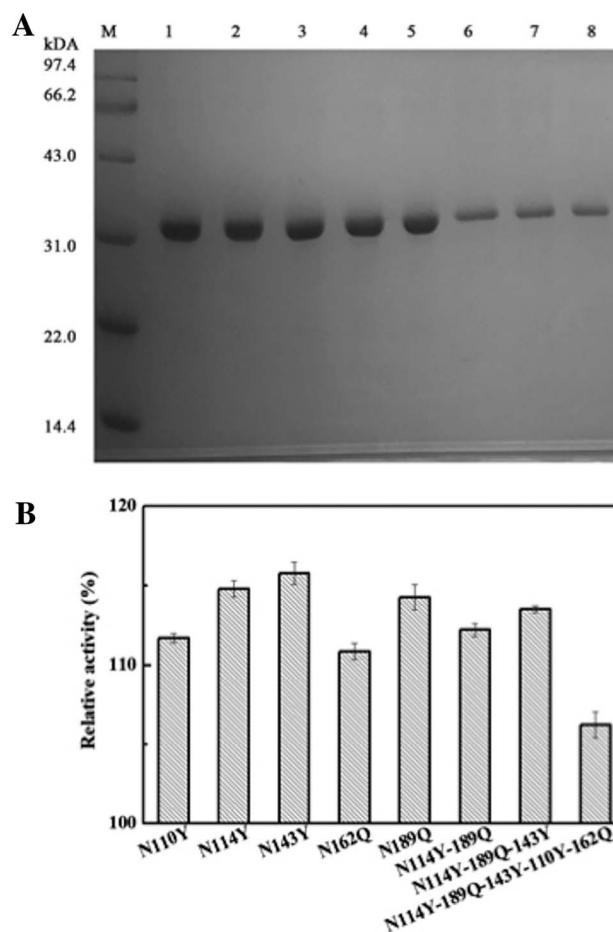 A
kDa M 1 2 3 4 5 6 7 8
97.4
66.2
43.0
31.0
22.0
14.4
B
Relative activity (%)
120
110
100
N110Y
N114Y
N143Y
N162Q
N189Q
N114Y-189Q
N114Y-189Q-143Y
N114Y-189Q-143Y-110Y-162Q